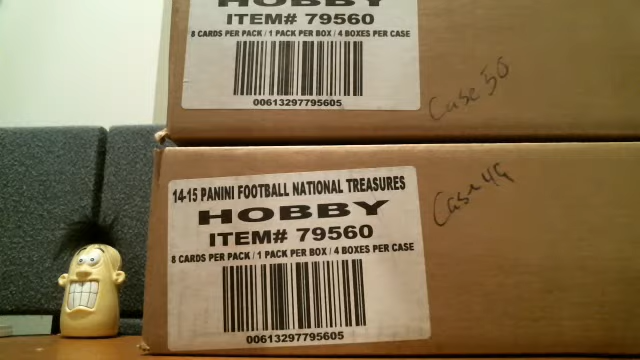 HOBBY
ITEM# 79560
8 CARDS PER PACK / 1 PACK PER BOX / 4 BOXES PER CASE
00613297795605
Case 50
14-15 PANINI FOOTBALL NATIONAL TREASURES
HOBBY
ITEM# 79560
8 CARDS PER PACK / 1 PACK PER BOX / 4 BOXES PER CASE
00613297795605
Case 49